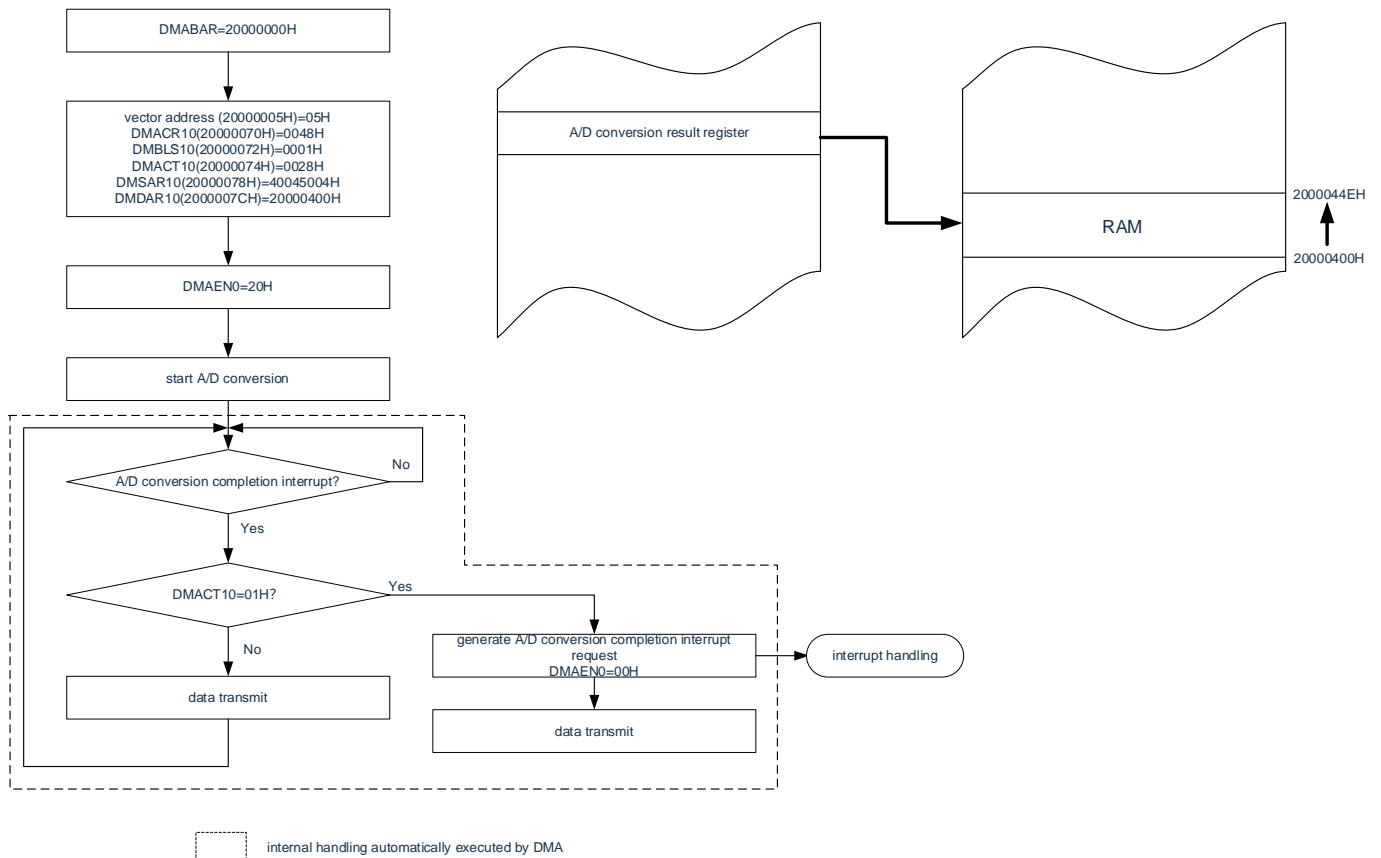 DMABAR=20000000H
vector address (20000005H)=05H
DMACR10(20000070H)=0048H
DMBLS10(20000072H)=0001H
DMACT10(20000074H)=0028H
DMSAR10(20000078H)=40045004H
DMDAR10(2000007CH)=20000400H
DMAEN0=20H
start A/D conversion
A/D conversion completion interrupt?
No
Yes
DMACT10=01H?
Yes
No
data transmit
generate A/D conversion completion interrupt
request
DMAEN0=00H
data transmit
interrupt handling
A/D conversion result register
RAM
2000044EH
20000400H
internal handling automatically executed by DMA